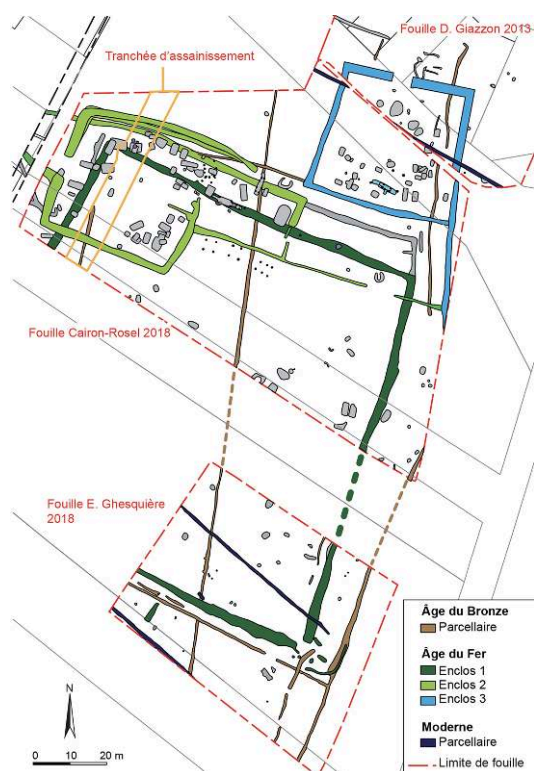 Fouille D. Giazzon 2013
Tranchée d'assainissement
Fouille Cairon-Rosel 2018
Fouille E. Ghesquière
2018
Âge du Bronze
Parcellaire
Âge du Fer
Enclos 1
Enclos 2
Enclos 3
Moderne
Parcellaire
Limite de fouille
N
0 10 20 m